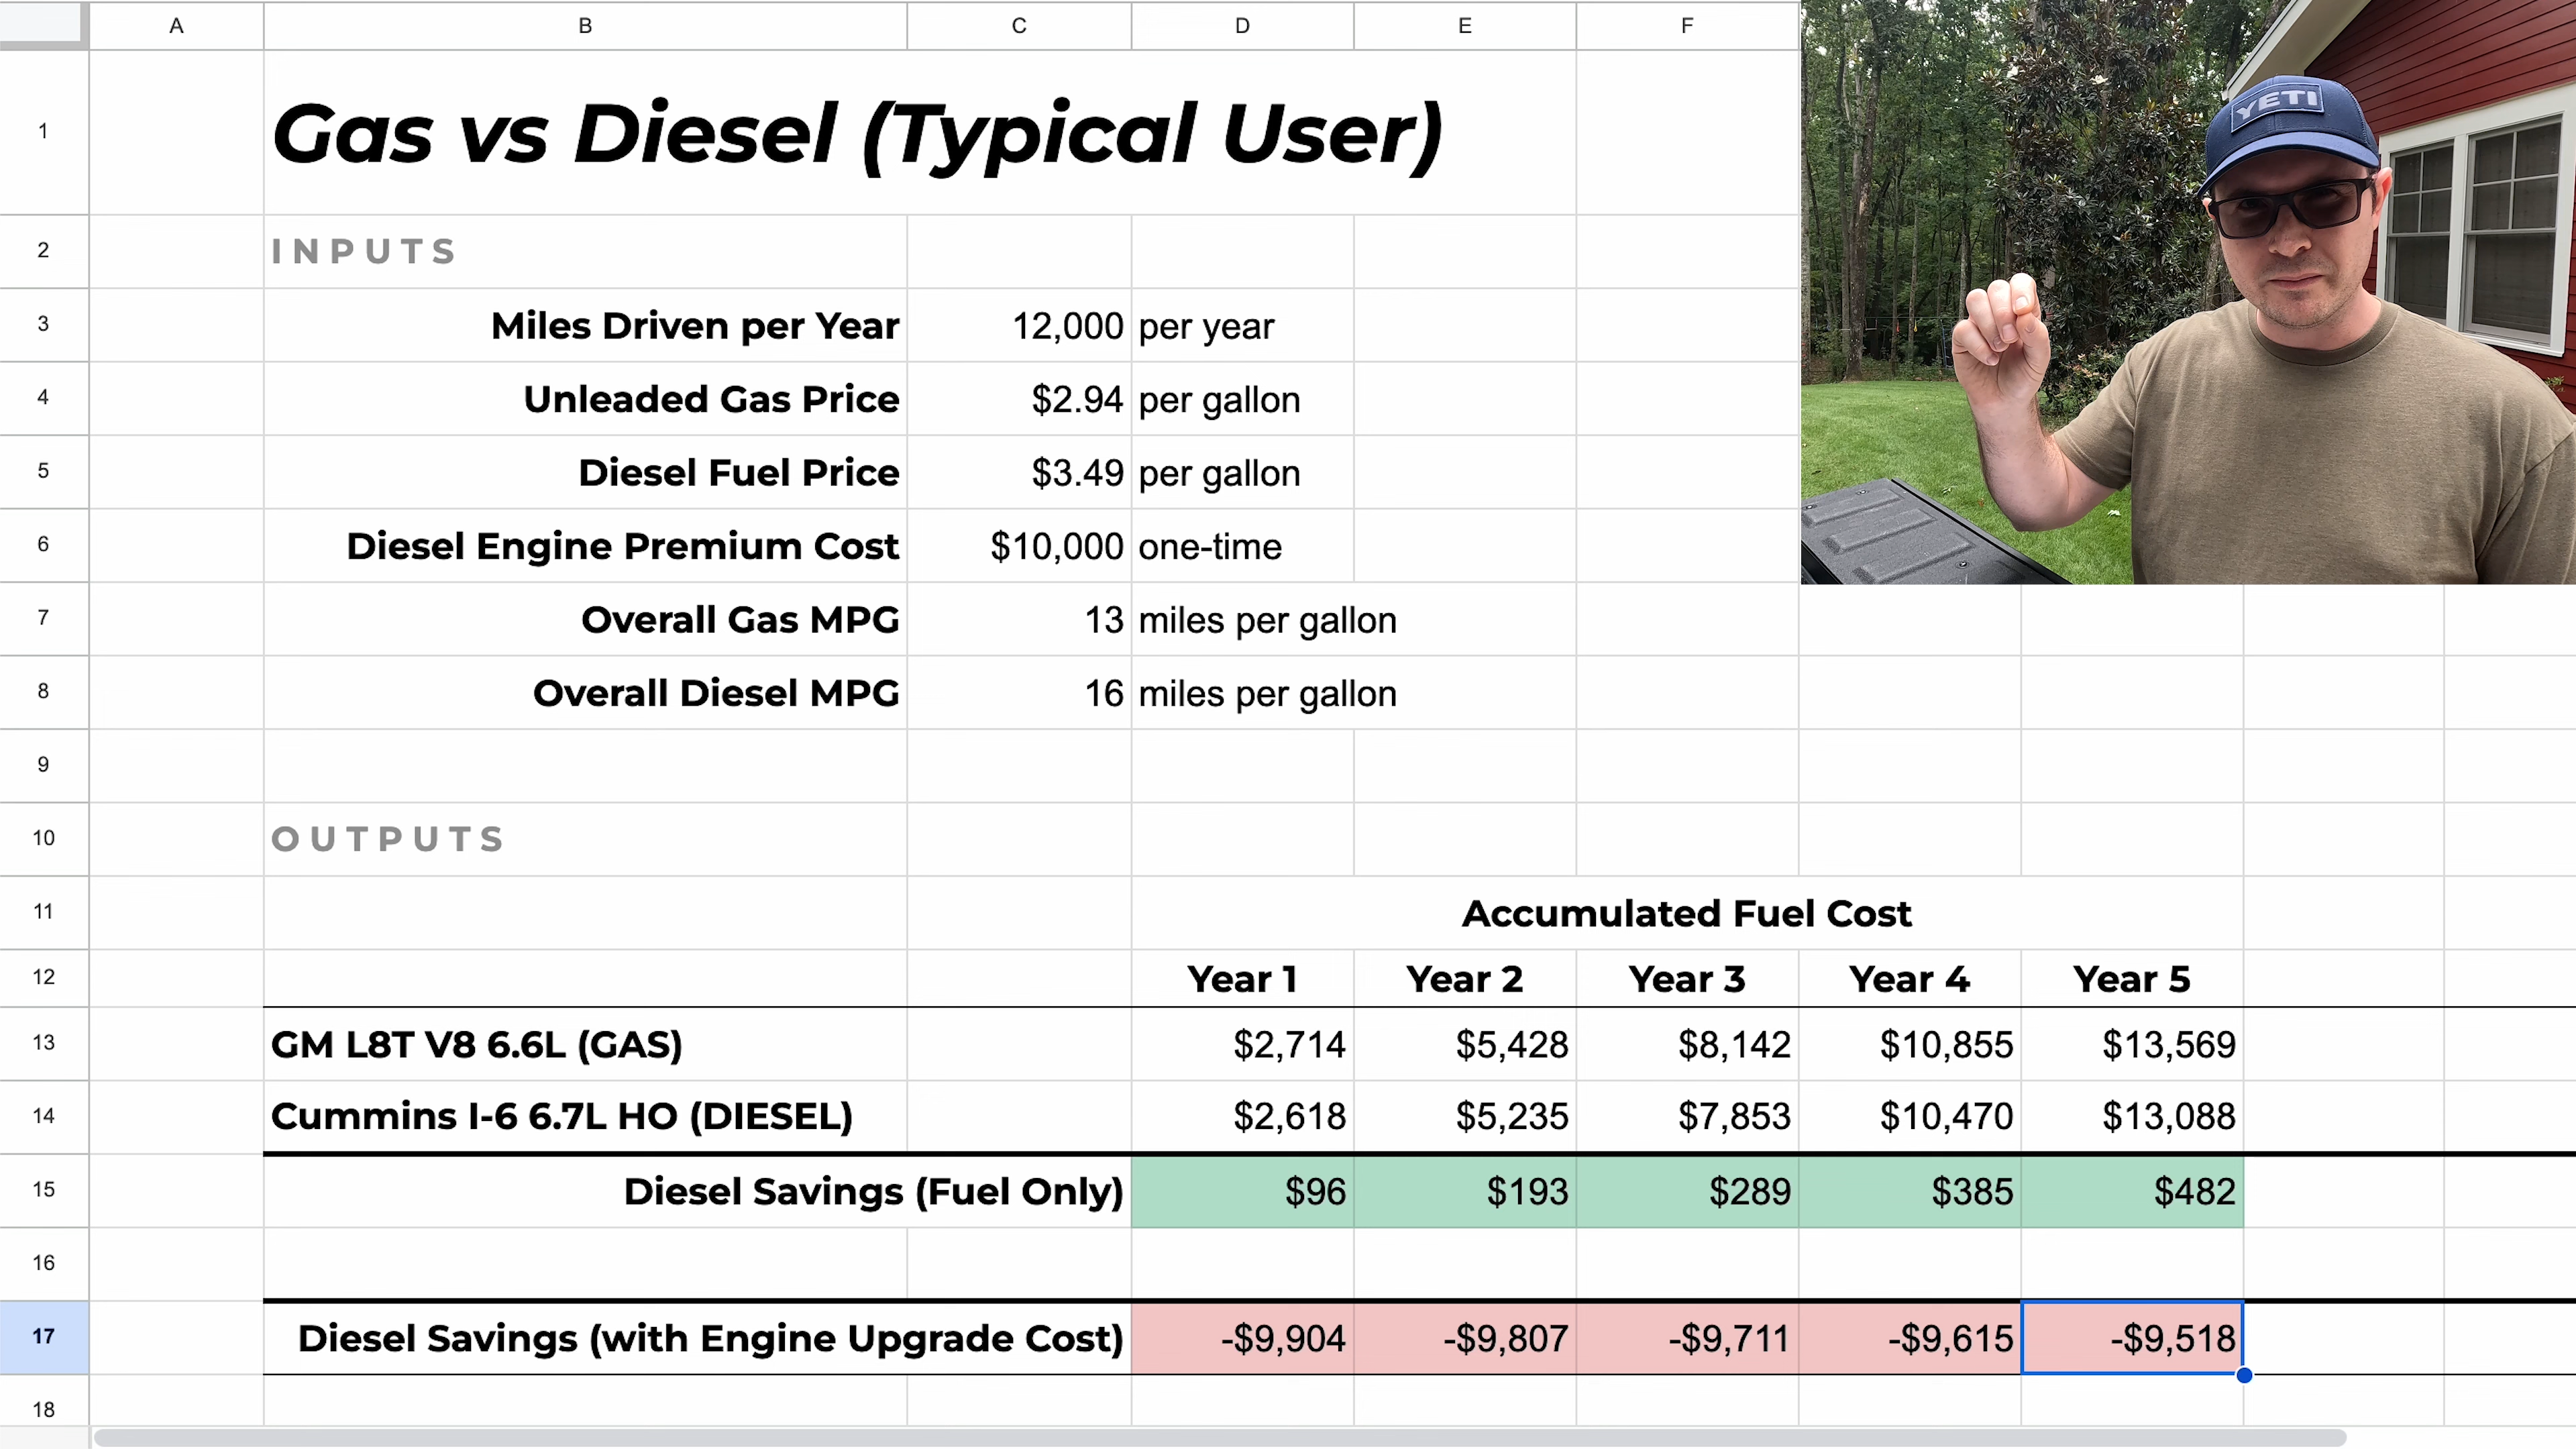 A B C D E F
1 Gas vs Diesel (Typical User)
2 INPUTS
3 Miles Driven per Year 12,000 per year
4 Unleaded Gas Price $2.94 per gallon
5 Diesel Fuel Price $3.49 per gallon
6 Diesel Engine Premium Cost $10,000 one-time
7 Overall Gas MPG 13 miles per gallon
8 Overall Diesel MPG 16 miles per gallon
9
10 OUTPUTS
11 Accumulated Fuel Cost
12 Year 1 Year 2 Year 3 Year 4 Year 5
13 GM L8T V8 6.6L (GAS) $2,714 $5,428 $8,142 $10,855 $13,569
14 Cummins I-6 6.7L HO (DIESEL) $2,618 $5,235 $7,853 $10,470 $13,088
15 Diesel Savings (Fuel Only) $96 $193 $289 $385 $482
16
17 Diesel Savings (with Engine Upgrade Cost) -$9,904 -$9,807 -$9,711 -$9,615 -$9,518
18
YETI